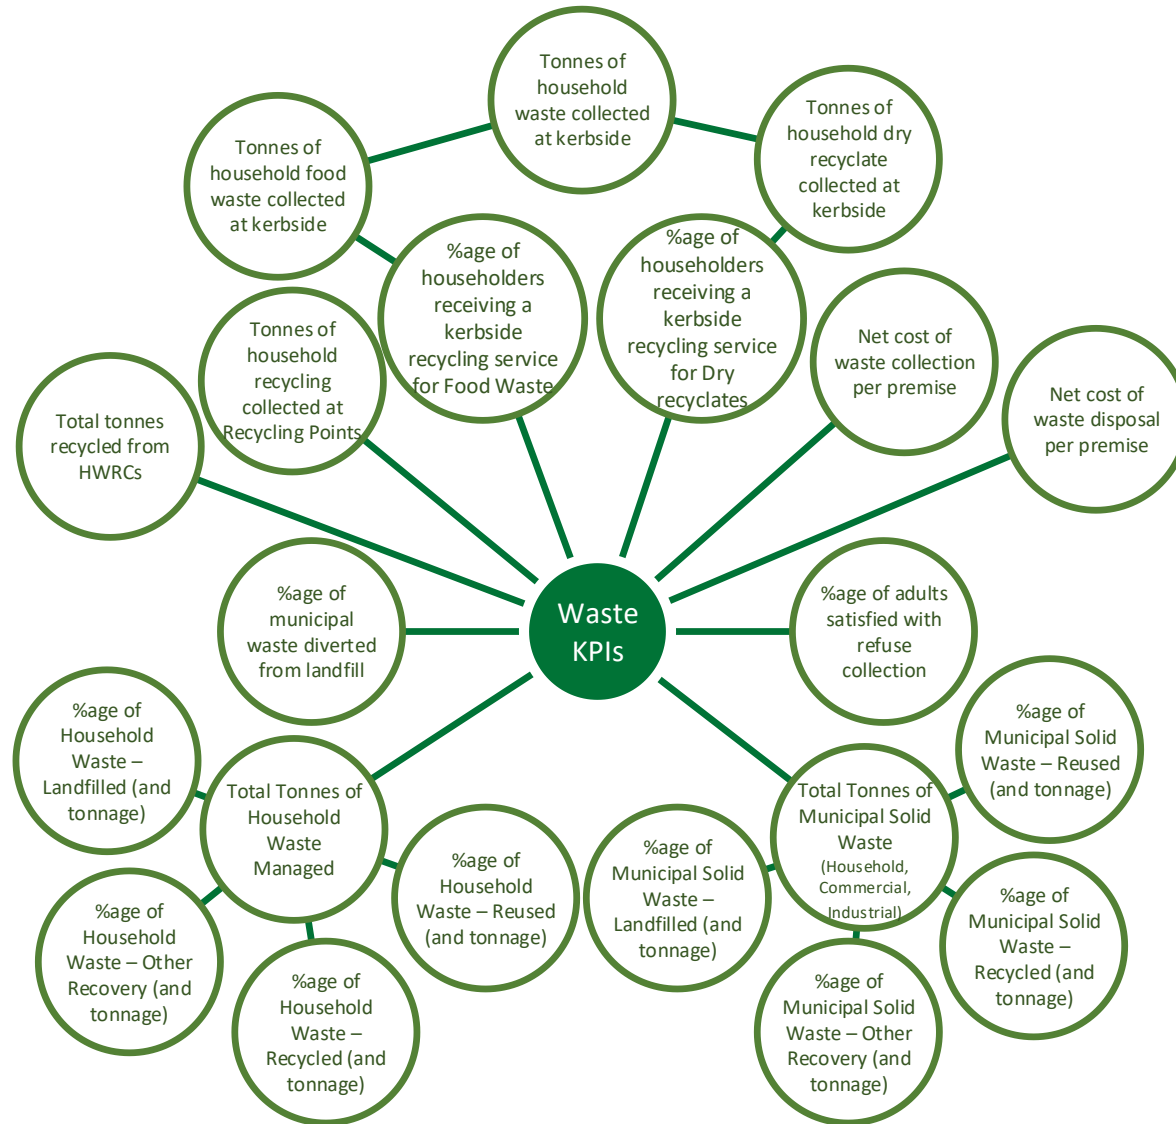 Tonnes of
household
waste collected
at kerbside
Tonnes of
household food
waste collected
at kerbside
Tonnes of
household dry
recyclate
collected at
kerbside
%age of
householders
receiving a
kerbside
recycling service
for Food Waste
%age of
householders
receiving a
kerbside
recycling service
for Dry
recyclates
Tonnes of
household
recycling
collected at
Recycling Points
Net cost of
waste collection
per premise
Total tonnes
recycled from
HWRCs
Net cost of
waste disposal
per premise
%age of
municipal
waste diverted
from landfill
Waste
KPIs
%age of adults
satisfied with
refuse
collection
%age of
Household
Waste –
Landfilled (and
tonnage)
Total Tonnes of
Household
Waste
Managed
%age of
Household
Waste – Reused
(and tonnage)
%age of
Household
Waste – Other
Recovery (and
tonnage)
%age of
Household
Waste –
Recycled (and
tonnage)
%age of
Municipal Solid
Waste – Reused
(and tonnage)
Total Tonnes of
Municipal Solid
Waste
(Household,
Commercial,
Industrial)
%age of
Municipal Solid
Waste –
Landfilled (and
tonnage)
%age of
Municipal Solid
Waste –
Recycled (and
tonnage)
%age of
Municipal Solid
Waste – Other
Recovery (and
tonnage)